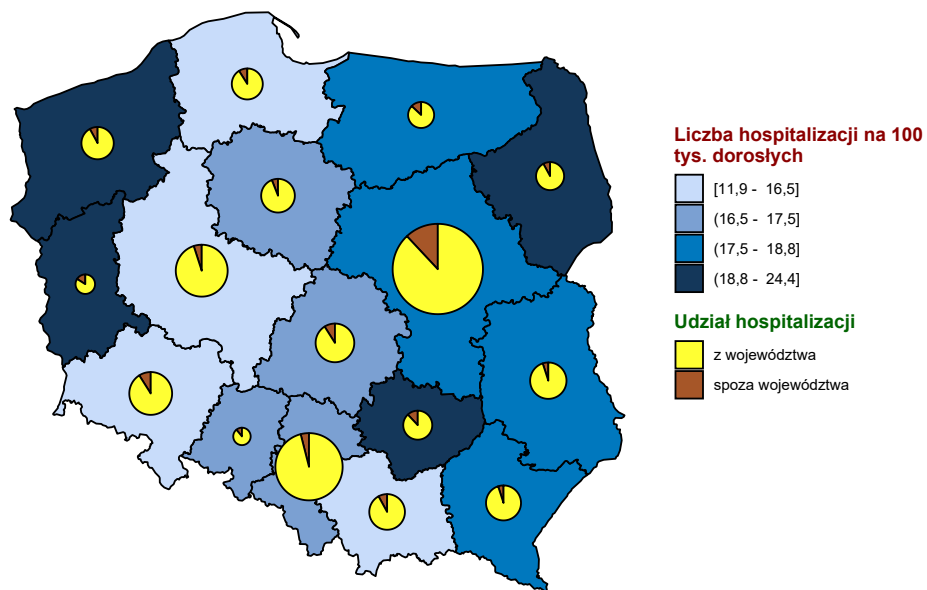 Liczba hospitalizacji na 100
tys. dorosłych
[11,9 - 16,5]
(16,5 - 17,5]
(17,5 - 18,8]
(18,8 - 24,4]
Udział hospitalizacji
z województwa
spoza województwa